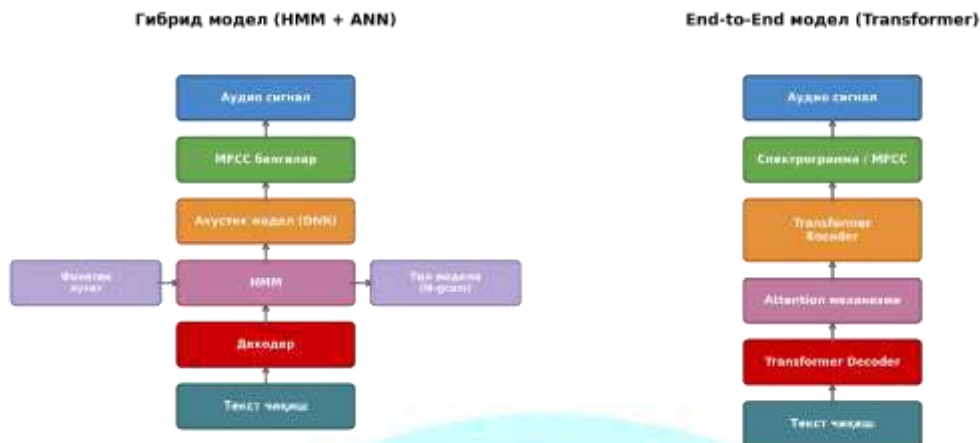 Гибрид модел (HMM + ANN)
Аудио сигнал
MFCC белгилар
Акустик модел (DNN)
Фонетик
луғат
HMM
Тил модели
(N-gram)
Декодер
Текст чиқиш
End-to-End модел (Transformer)
Аудио сигнал
Спектрограмма / MFCC
Transformer
Encoder
Attention механизми
Transformer Decoder
Текст чиқиш